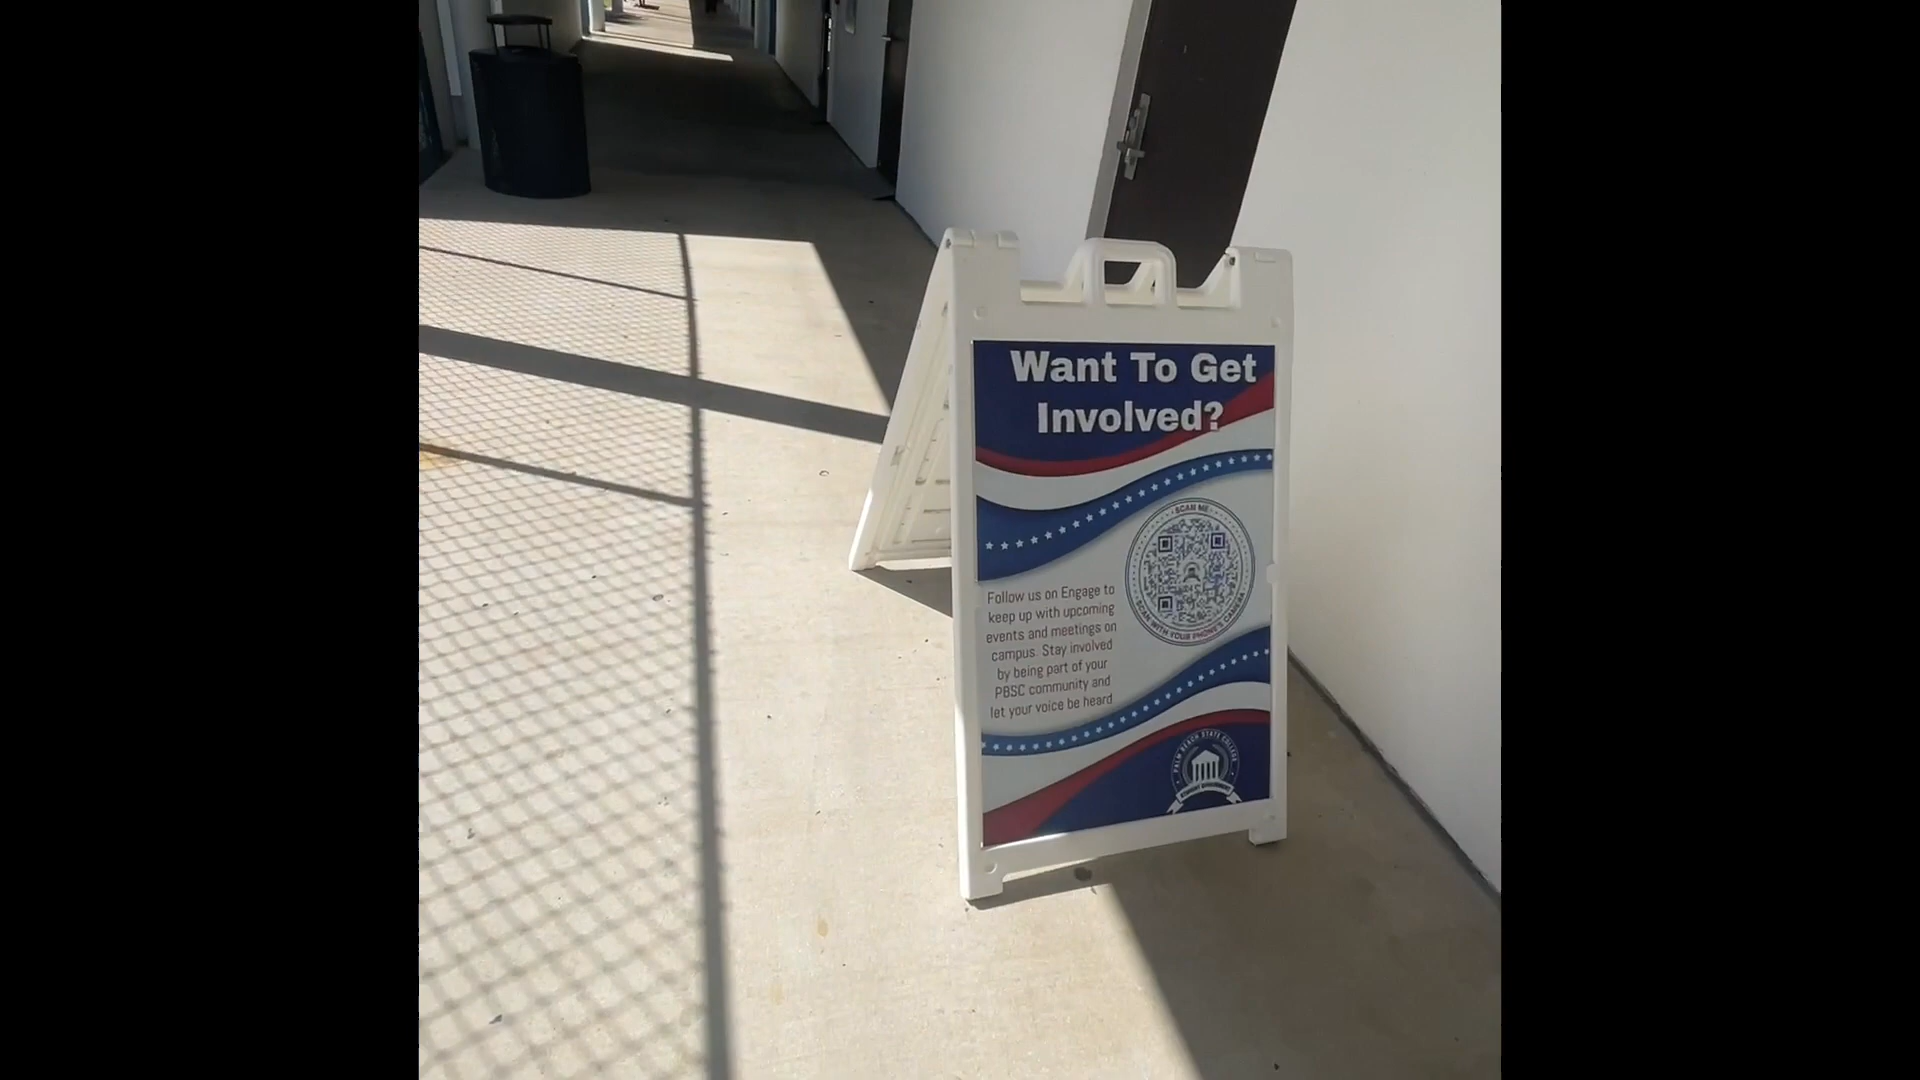 Want To Get
Involved?
SCAN ME
SCAN WITH YOUR PHONE'S CAMERA
Follow us on Engage to
keep up with upcoming
events and meetings on
campus. Stay involved
by being part of your
PBSC community and
let your voice be heard
PALM BEACH STATE COLLEGE
STUDENT GOVERNMENT